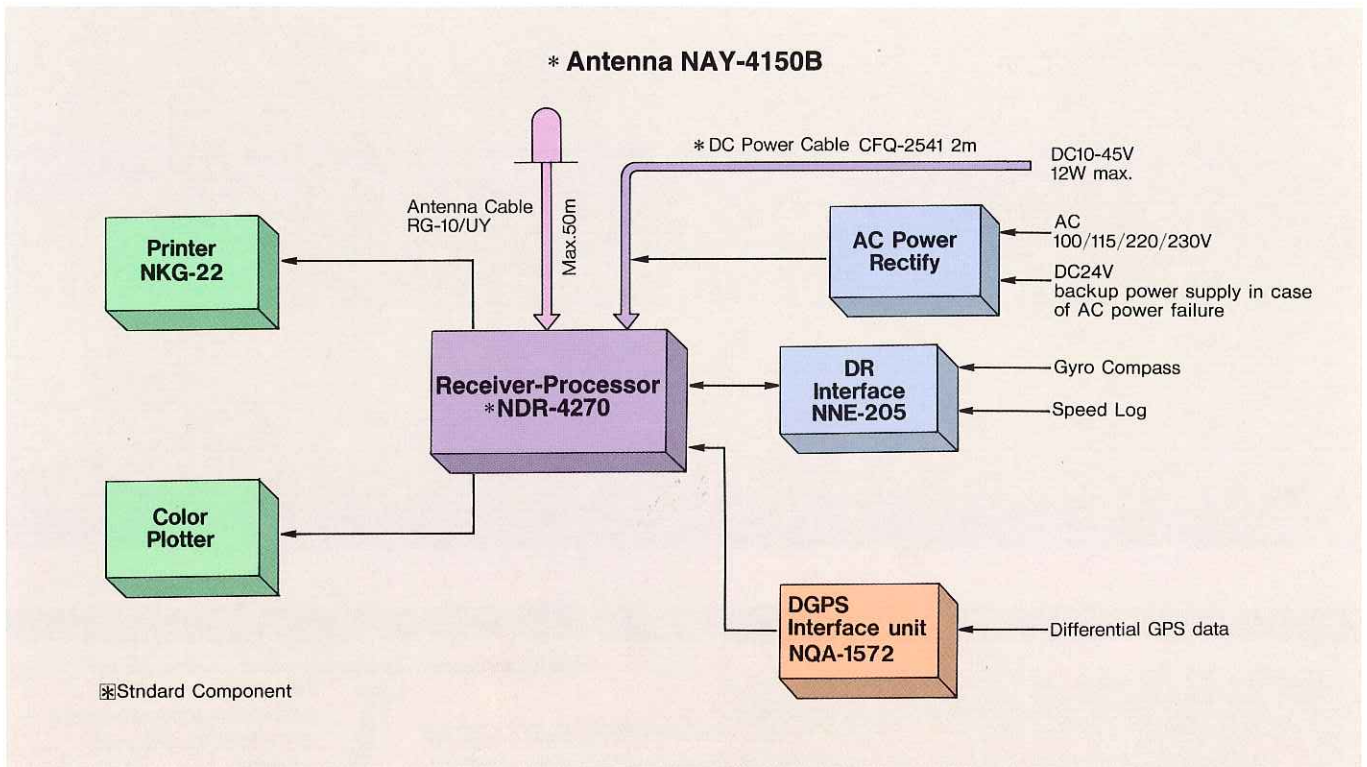 * Antenna NAY-4150B
* DC Power Cable CFQ-2541 2m
DC10-45V
12W max.
Antenna Cable
RG-10/UY
Max.50m
Printer
NKG-22
AC Power
Rectify
AC
100/115/220/230V
DC24V
backup power supply in case
of AC power failure
Receiver-Processor
*NDR-4270
DR
Interface
NNE-205
Gyro Compass
Speed Log
Color
Plotter
DGPS
Interface unit
NQA-1572
Differential GPS data
*Stndard Component